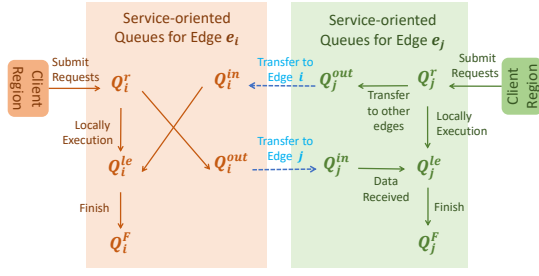 Service-oriented
Queues for Edge e_i
Service-oriented
Queues for Edge e_j
Client
Region
Submit
Requests
Q_i^r
Q_i^{in}
Transfer to
Edge i
Q_j^{out}
Q_j^r
Submit
Requests
Client
Region
Locally
Execution
Transfer
to other
edges
Locally
Execution
Q_i^{le}
Q_i^{out}
Transfer to
Edge j
Q_j^{in}
Data
Received
Q_j^{le}
Finish
Finish
Q_i^F
Q_j^F